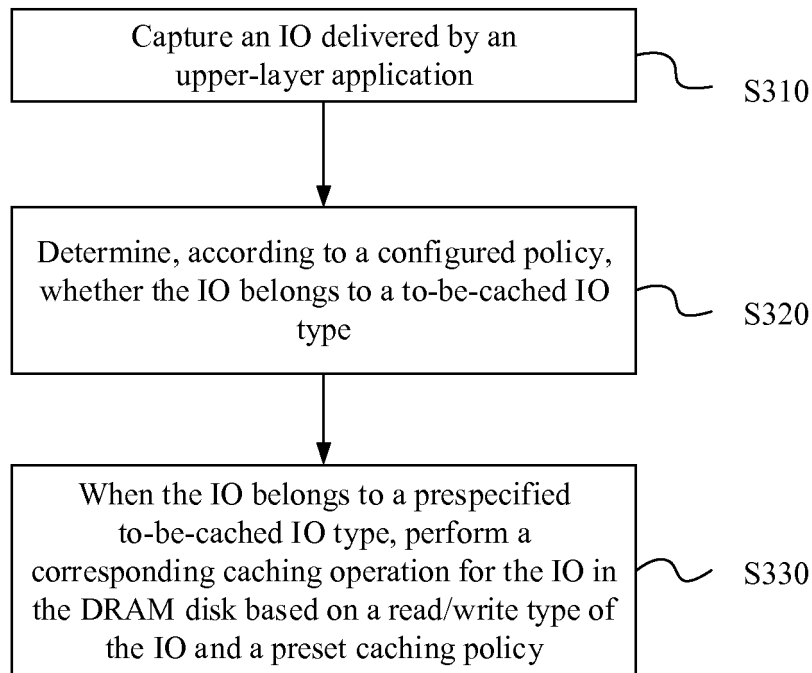 Capture an IO delivered by an
upper-layer application
S310
Determine, according to a configured policy,
whether the IO belongs to a to-be-cached IO
type
S320
When the IO belongs to a prespecified
to-be-cached IO type, perform a
corresponding caching operation for the IO in
the DRAM disk based on a read/write type of
the IO and a preset caching policy
S330